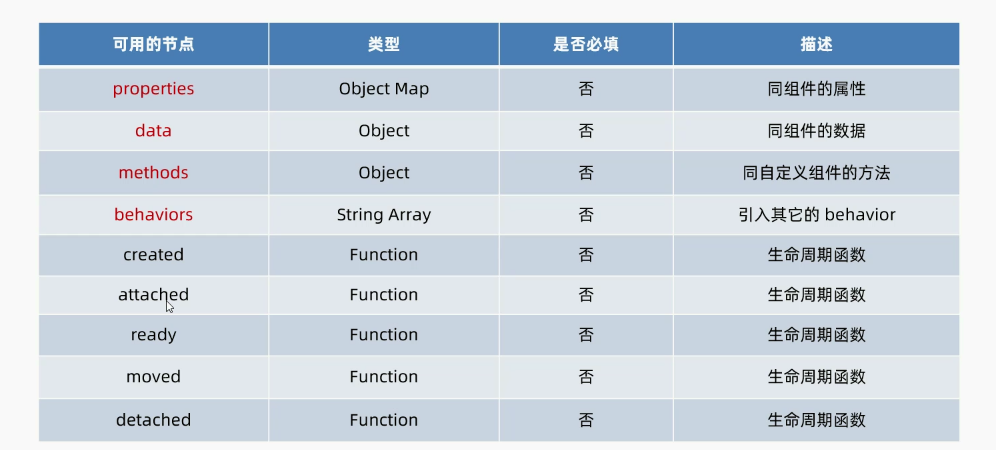 可用的节点 类型 是否必填 描述
properties Object Map 否 同组件的属性
data Object 否 同组件的数据
methods Object 否 同自定义组件的方法
behaviors String Array 否 引入其它的 behavior
created Function 否 生命周期函数
attached Function 否 生命周期函数
ready Function 否 生命周期函数
moved Function 否 生命周期函数
detached Function 否 生命周期函数